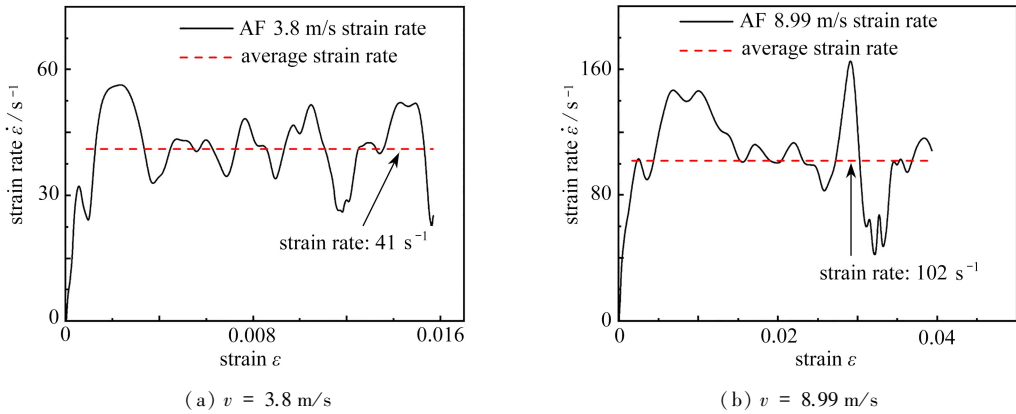 AF 3.8 m/s strain rate
average strain rate
60
30
0
strain rate ε̇ / s⁻¹
strain rate: 41 s⁻¹
0
0.008
0.016
strain ε
(a) v = 3.8 m/s
AF 8.99 m/s strain rate
average strain rate
160
80
0
strain rate ε̇ / s⁻¹
strain rate: 102 s⁻¹
0
0.02
0.04
strain ε
(b) v = 8.99 m/s